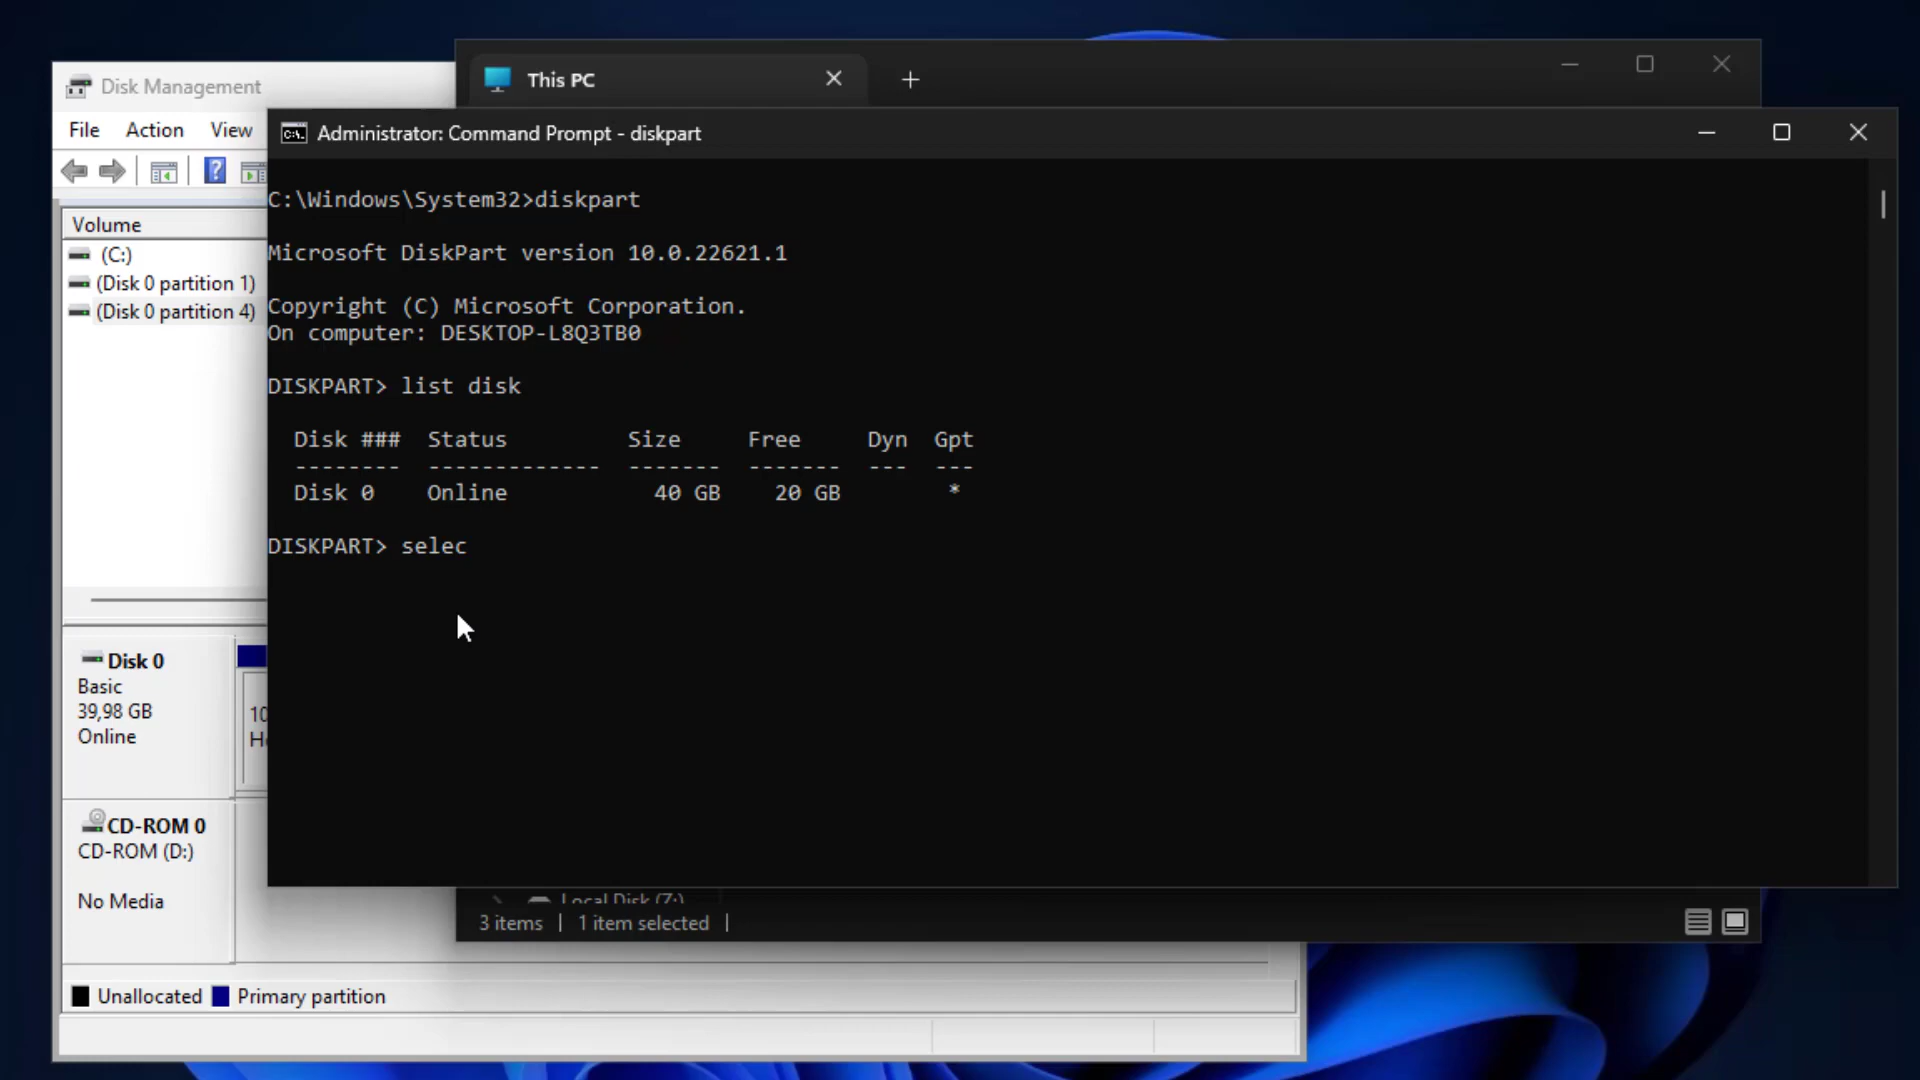 Disk Management
This PC
File Action View
Administrator: Command Prompt - diskpart
C:\Windows\System32>diskpart
Microsoft DiskPart version 10.0.22621.1
Copyright (C) Microsoft Corporation.
On computer: DESKTOP-L8Q3TB0
DISKPART> list disk
Disk ### Status Size Free Dyn Gpt
-------- ------------- ------- ------- --- ---
Disk 0 Online 40 GB 20 GB *
DISKPART> selec
Volume
(C:)
(Disk 0 partition 1)
(Disk 0 partition 4)
Disk 0
Basic
39,98 GB
Online
10
CD-ROM 0
CD-ROM (D:)
No Media
Local Disk (Z:)
3 items | 1 item selected |
Unallocated Primary partition